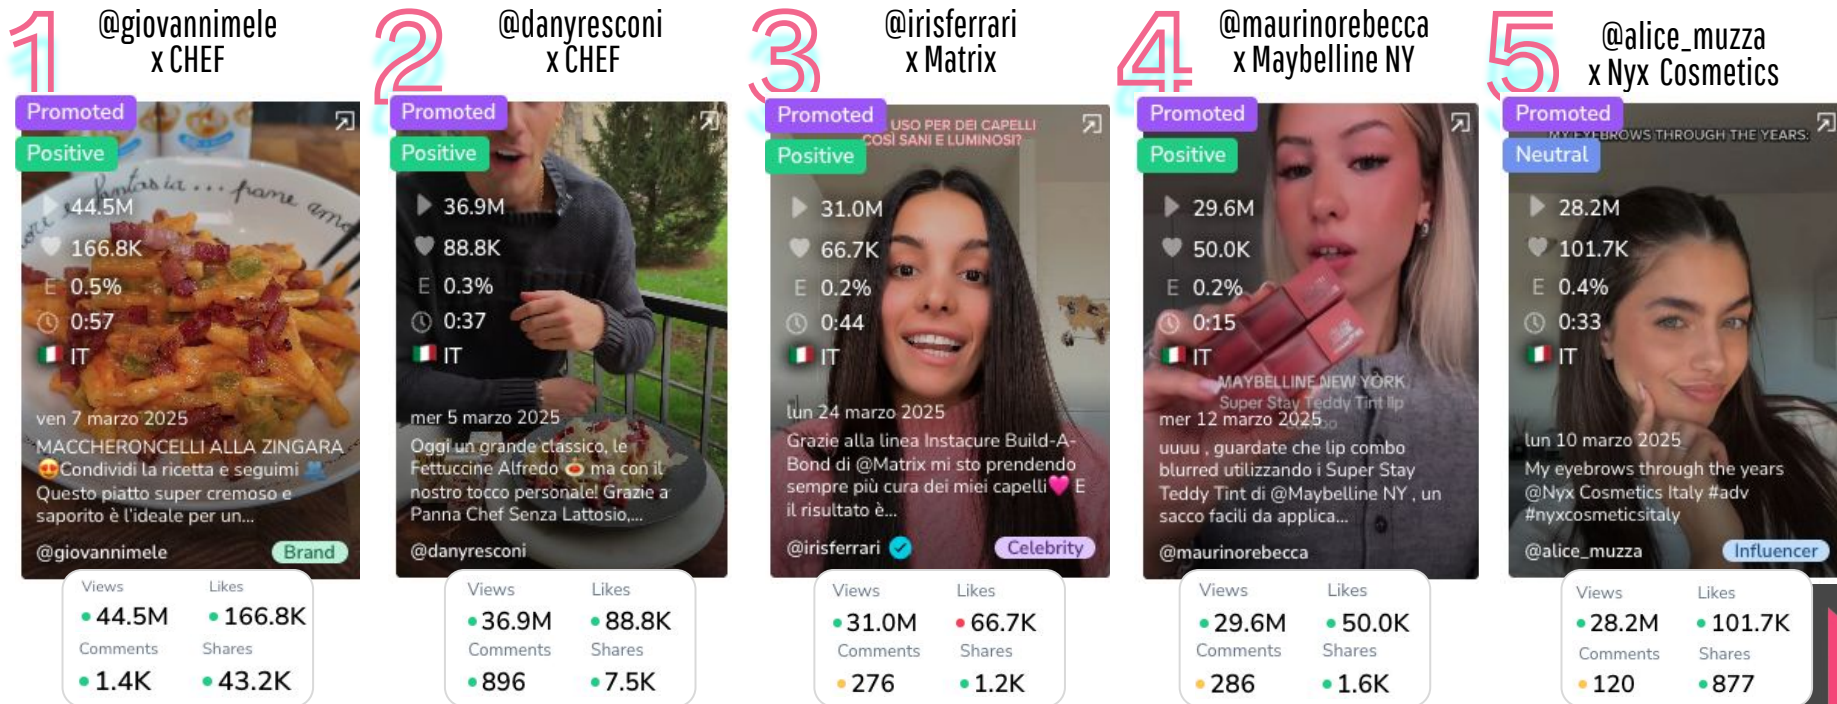 1
@giovannimele
x CHEF
Promoted
Positive
44.5M
166.8K
E 0.5%
0:57
IT
ven 7 marzo 2025
MACCHERONCELLI ALLA ZINGARA
😍Condividi la ricetta e seguimi 🫂
Questo piatto super cremoso e
saporito è l'ideale per un...
@giovannimele
Brand
Views Likes
44.5M 166.8K
Comments Shares
1.4K 43.2K
2
@danyresconi
x CHEF
Promoted
Positive
36.9M
88.8K
E 0.3%
0:37
IT
mer 5 marzo 2025
Oggi un grande classico, le
Fettuccine Alfredo 🍝 ma con il
nostro tocco personale! Grazie a
Panna Chef Senza Lattosio,...
@danyresconi
Views Likes
36.9M 88.8K
Comments Shares
896 7.5K
3
@irisferrari
x Matrix
Promoted
Positive
USO PER DEI CAPELLI
COSÌ SANI E LUMINOSI?
31.0M
66.7K
E 0.2%
0:44
IT
lun 24 marzo 2025
Grazie alla linea Instacure Build-A-
Bond di @Matrix mi sto prendendo
sempre più cura dei miei capelli💖 E
il risultato è...
@irisferrari
Celebrity
Views Likes
31.0M 66.7K
Comments Shares
276 1.2K
4
@maurinorebecca
x Maybelline NY
Promoted
Positive
29.6M
50.0K
E 0.2%
0:15
IT
MAYBELLINE NEW YORK
Super Stay Teddy Tint lip
mer 12 marzo 2025
uuuu , guardate che lip combo
blurred utilizzando i Super Stay
Teddy Tint di @Maybelline NY , un
sacco facili da applica...
@maurinorebecca
Views Likes
29.6M 50.0K
Comments Shares
286 1.6K
5
@alice_muzza
x Nyx Cosmetics
Promoted
MY EYEBROWS THROUGH THE YEARS:
Neutral
28.2M
101.7K
E 0.4%
0:33
IT
lun 10 marzo 2025
My eyebrows through the years
@Nyx Cosmetics Italy #adv
#nyxcosmeticsitaly
@alice_muzza
Influencer
Views Likes
28.2M 101.7K
Comments Shares
120 877